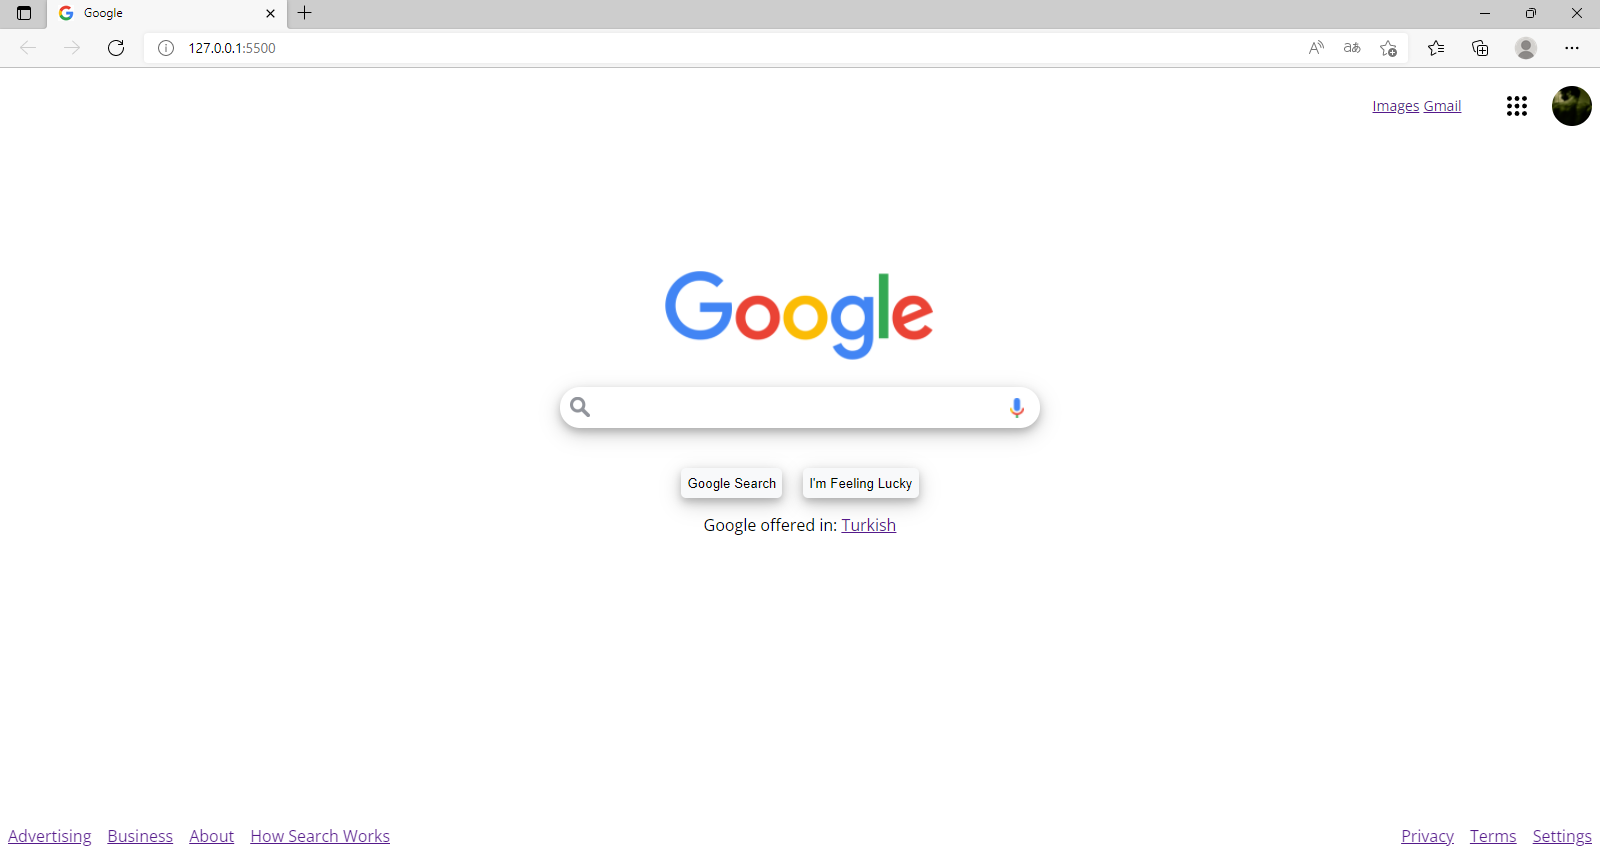 Google
127.0.0.1:5500
Images Gmail
Google
Google Search I'm Feeling Lucky
Google offered in: Turkish
Advertising Business About How Search Works Privacy Terms Settings